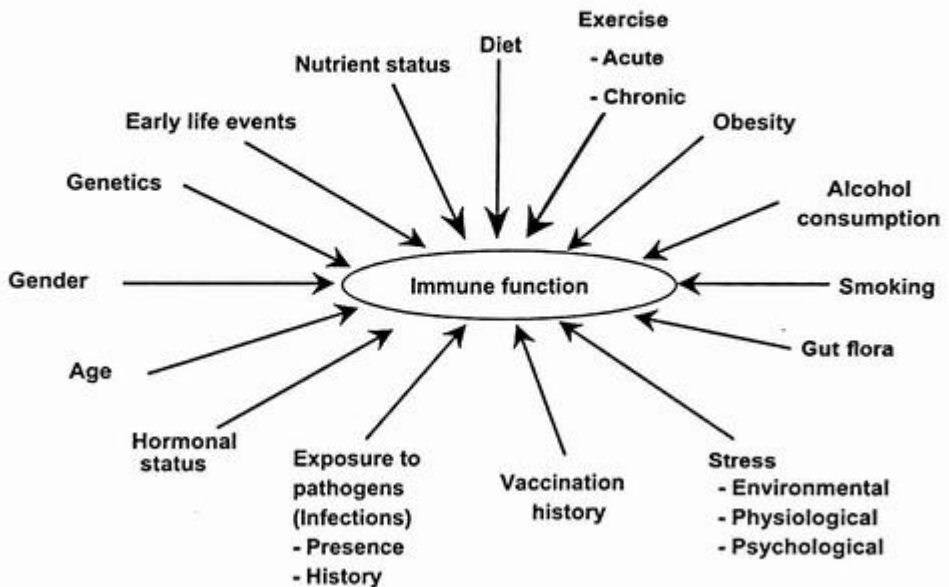 Exercise
- Acute
- Chronic
Diet
Nutrient status
Early life events
Obesity
Genetics
Alcohol
consumption
Gender
Immune function
Smoking
Gut flora
Age
Hormonal
status
Exposure to
pathogens
(Infections)
- Presence
- History
Vaccination
history
Stress
- Environmental
- Physiological
- Psychological